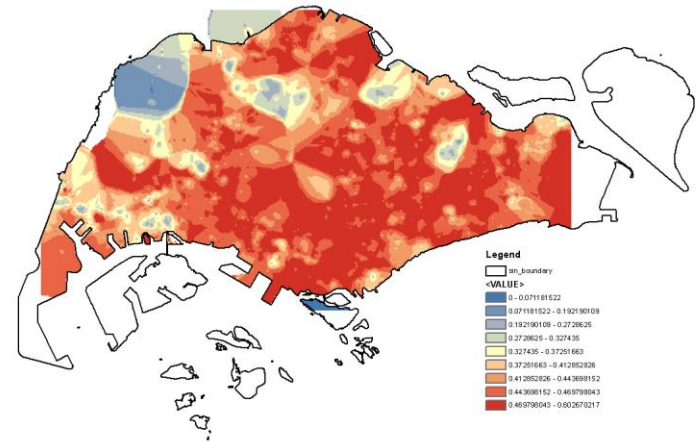 Legend
sin_boundary
<VALUE>
0 - 0.071181522
0.071181522 - 0.192190109
0.192190109 - 0.2728625
0.2728625 - 0.327435
0.327435 - 0.37251663
0.37251663 - 0.412852826
0.412852826 - 0.443698152
0.443698152 - 0.469798043
0.469798043 - 0.602670217